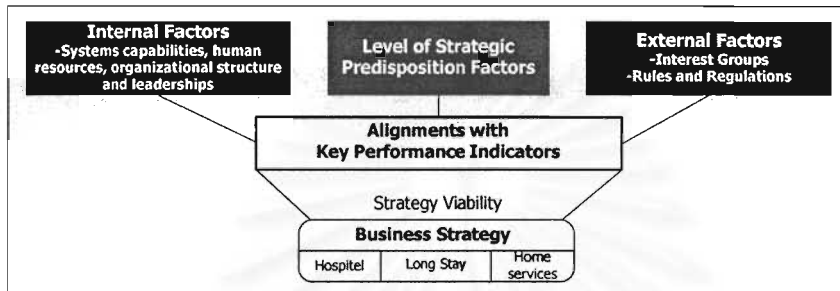 Internal Factors
-Systems capabilities, human
resources, organizational structure
and leaderships
Level of Strategic
Predisposition Factors
External Factors
-Interest Groups
-Rules and Regulations
Alignments with
Key Performance Indicators
Strategy Viability
Business Strategy
Hospitel
Long Stay
Home
services